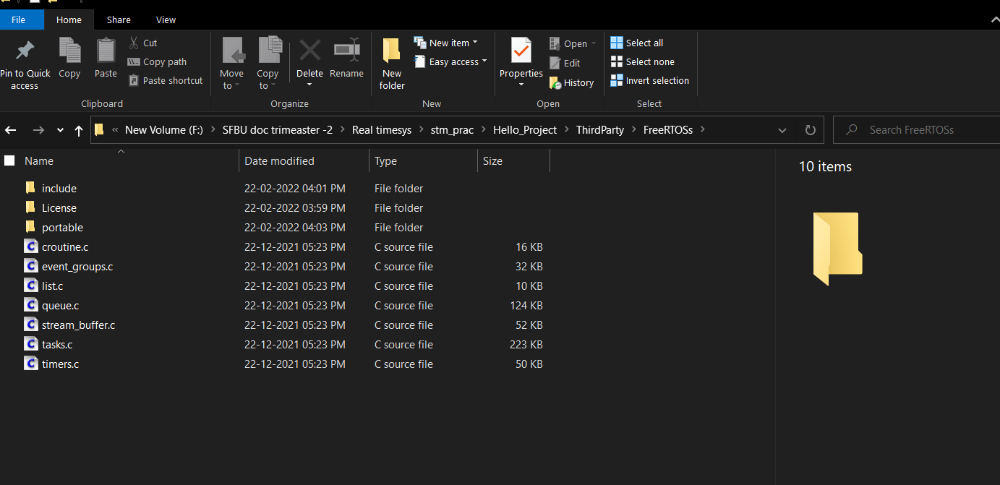 File Home Share View
Pin to Quick access
Copy
Paste
Cut
Copy path
Paste shortcut
Clipboard
Move to
Copy to
Delete
Rename
Organize
New folder
New item
Easy access
New
Properties
Open
Edit
History
Open
Select all
Select none
Invert selection
Select
« New Volume (F:) > SFBU doc trimeaster -2 > Real timesys > stm_prac > Hello_Project > ThirdParty > FreeRTOSs >
Search FreeRTOSs
Name Date modified Type Size
include 22-02-2022 04:01 PM File folder
License 22-02-2022 03:59 PM File folder
portable 22-02-2022 04:03 PM File folder
croutine.c 22-12-2021 05:23 PM C source file 16 KB
event_groups.c 22-12-2021 05:23 PM C source file 32 KB
list.c 22-12-2021 05:23 PM C source file 10 KB
queue.c 22-12-2021 05:23 PM C source file 124 KB
stream_buffer.c 22-12-2021 05:23 PM C source file 52 KB
tasks.c 22-12-2021 05:23 PM C source file 223 KB
timers.c 22-12-2021 05:23 PM C source file 50 KB
10 items